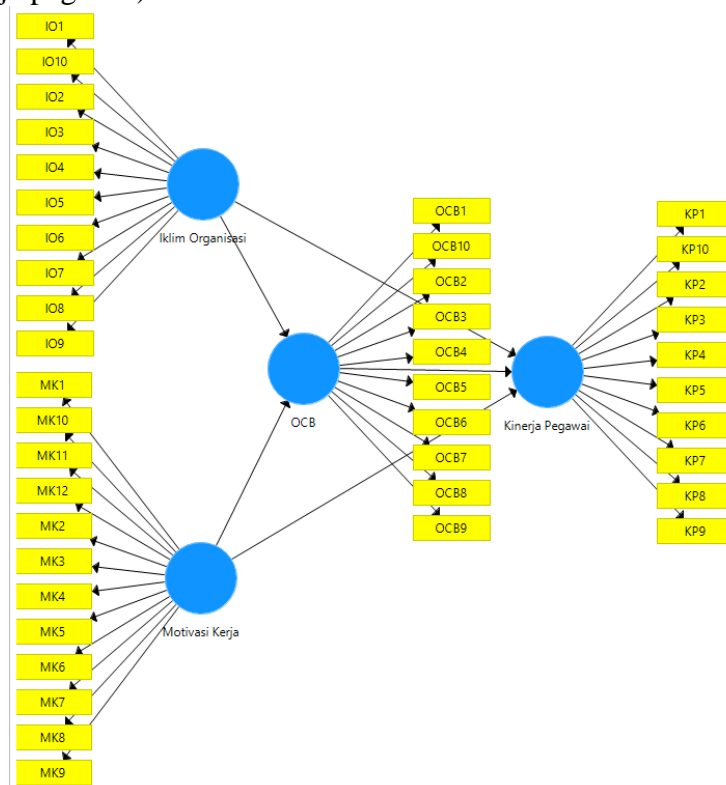 IO1
IO10
IO2
IO3
IO4
IO5
IO6
IO7
IO8
IO9
Iklim Organisasi
MK1
MK10
MK11
MK12
MK2
MK3
MK4
MK5
MK6
MK7
MK8
MK9
Motivasi Kerja
OCB
OCB1
OCB10
OCB2
OCB3
OCB4
OCB5
OCB6
OCB7
OCB8
OCB9
Kinerja Pegawai
KP1
KP10
KP2
KP3
KP4
KP5
KP6
KP7
KP8
KP9